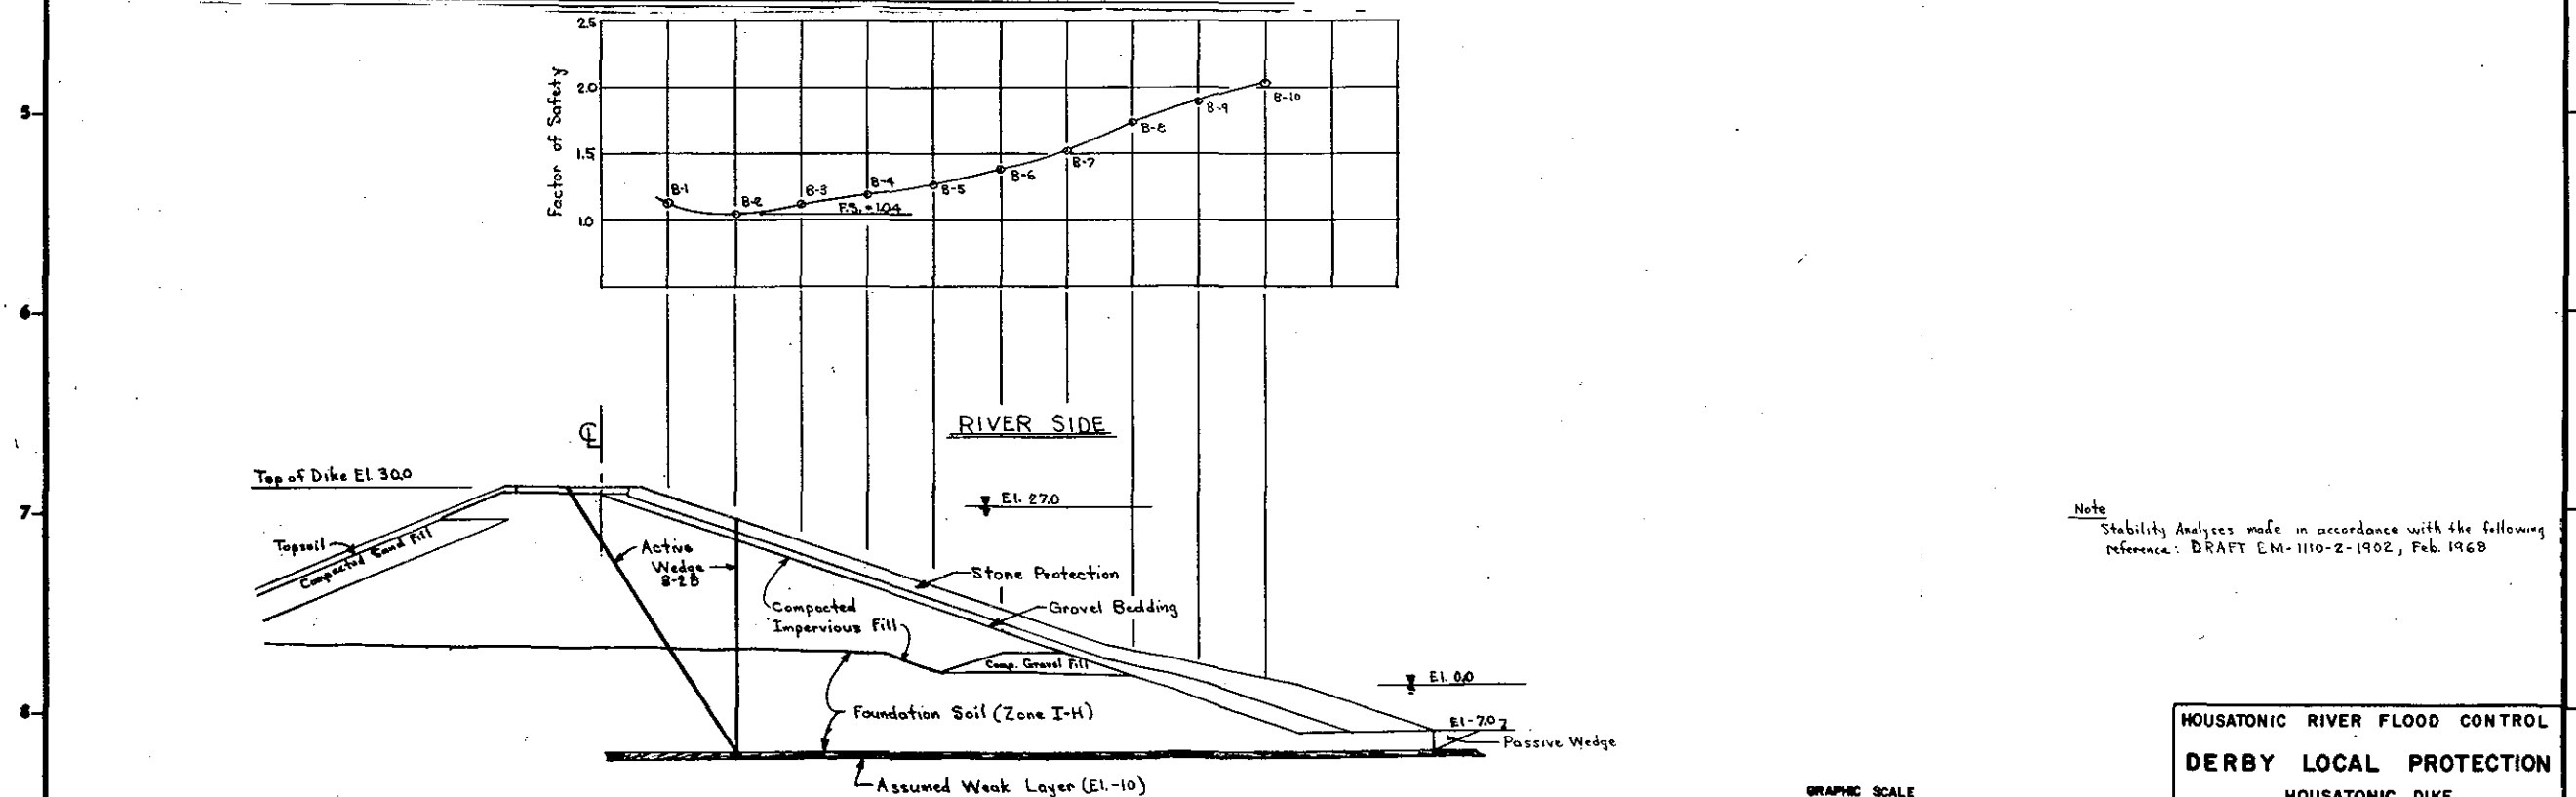 2.5
2.0
1.5
1.0
Factor of Safety
B-1
B-2
B-3
B-4
B-5
B-6
B-7
B-8
B-9
B-10
F.S. = 1.04
5
6
7
8
RIVER SIDE
℄
Top of Dike El. 30.0
El. 27.0
Topsoil
Compacted Sand Fill
Active
Wedge
B-2B
Stone Protection
Gravel Bedding
Compacted
Impervious Fill
Comp. Gravel Fill
El. 0.0
Foundation Soil (Zone I-H)
El-7.0
Passive Wedge
Assumed Weak Layer (El.-10)
Note
Stability Analyses made in accordance with the following
reference: DRAFT EM-1110-2-1902, Feb. 1968
GRAPHIC SCALE
HOUSATONIC RIVER FLOOD CONTROL
DERBY LOCAL PROTECTION
HOUSATONIC DIKE